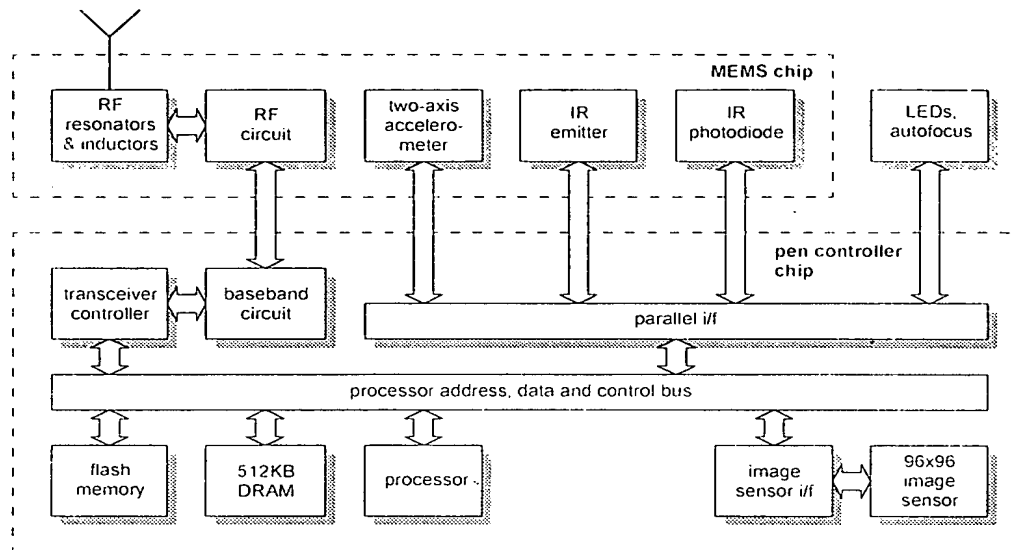 MEMS chip
RF
resonators
& inductors
RF
circuit
two-axis
accelero-
meter
IR
emitter
IR
photodiode
LEDs,
autofocus
pen controller
chip
transceiver
controller
baseband
circuit
parallel i/f
processor address, data and control bus
flash
memory
512KB
DRAM
processor
image
sensor i/f
96x96
image
sensor